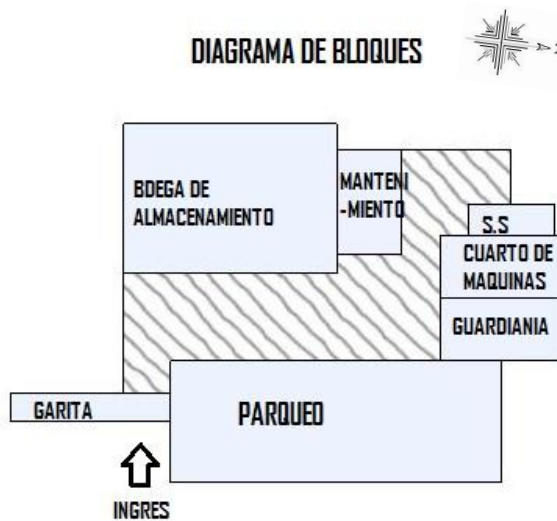 DIAGRAMA DE BLOQUES
BDEGA DE
ALMACENAMIENTO
MANTENI
-MIENTO
S.S
CUARTO DE
MAQUINAS
GUARDIANIA
GARITA
PARQUEO
INGRES